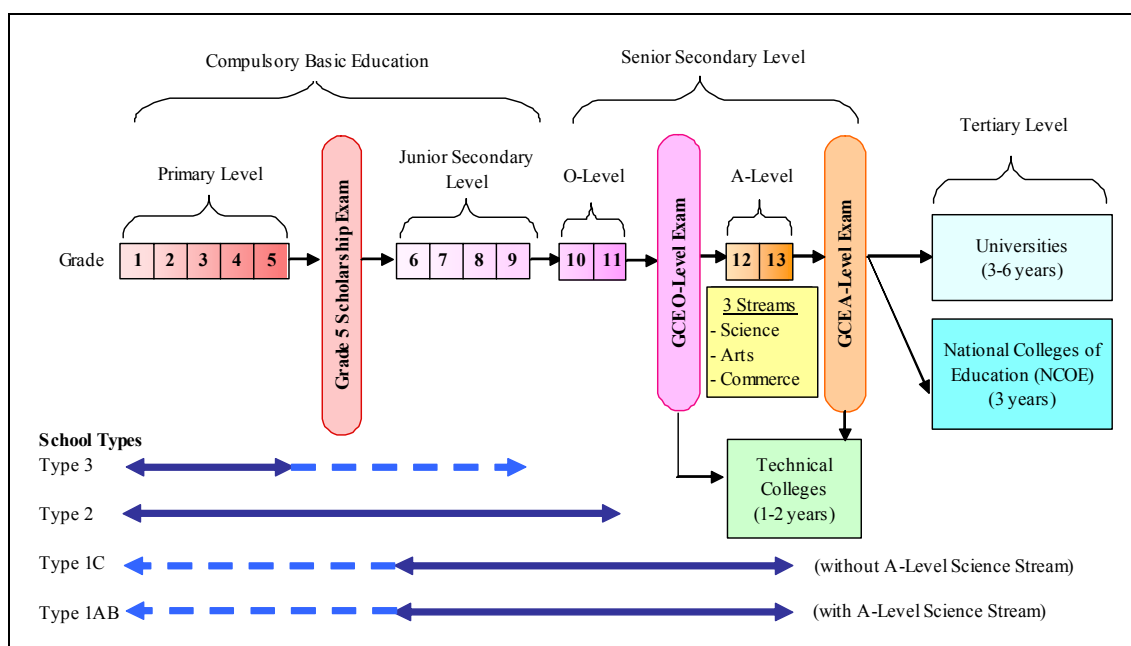 Compulsory Basic Education
Senior Secondary Level
Tertiary Level
Primary Level
Grade 5 Scholarship Exam
Junior Secondary
Level
O-Level
GCE O-Level Exam
A-Level
GCE A-Level Exam
Grade
1 2 3 4 5
6 7 8 9
10 11
12 13
3 Streams
- Science
- Arts
- Commerce
Universities
(3-6 years)
National Colleges of
Education (NCOE)
(3 years)
Technical
Colleges
(1-2 years)
School Types
Type 3
Type 2
Type 1C
(without A-Level Science Stream)
Type 1AB
(with A-Level Science Stream)